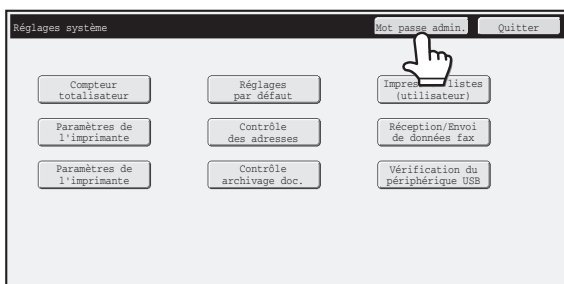 Réglages système
Mot passe admin.
Quitter
Compteur
totalisateur
Réglages
par défaut
listes
(utilisateur)
Paramètres de
l'imprimante
Contrôle
des adresses
Réception/Envoi
de données fax
Paramètres de
l'imprimante
Contrôle
archivage doc.
Vérification du
périphérique USB